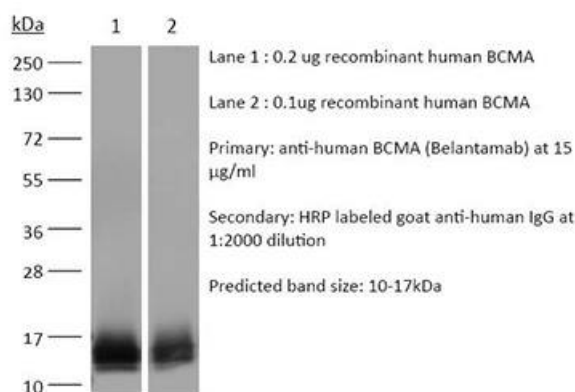 kDa
1 2
250
130
72
55
36
28
17
10
Lane 1 : 0.2 ug recombinant human BCMA
Lane 2 : 0.1ug recombinant human BCMA
Primary: anti-human BCMA (Belantamab) at 15
µg/ml
Secondary: HRP labeled goat anti-human IgG at
1:2000 dilution
Predicted band size: 10-17kDa